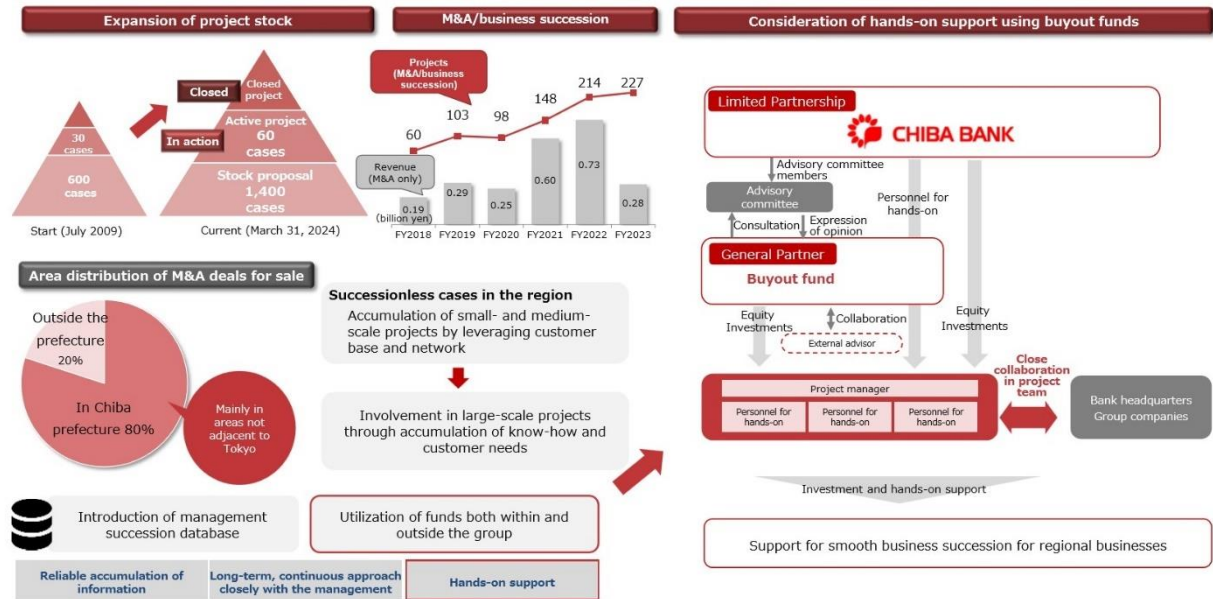 Expansion of project stock
30
cases
600
cases
Start (July 2009)
Closed
In action
Closed
project
Active project
60
cases
Stock proposal
1,400
cases
Current (March 31, 2024)
M&A/business succession
Projects
(M&A/business
succession)
60
103
98
148
214
227
Revenue
(M&A only)
0.19
(billion yen)
0.29
0.25
0.60
0.73
0.28
FY2018
FY2019
FY2020
FY2021
FY2022
FY2023
Area distribution of M&A deals for sale
Outside the
prefecture
20%
In Chiba
prefecture 80%
Mainly in
areas not
adjacent to
Tokyo
Successionless cases in the region
Accumulation of small- and medium-
scale projects by leveraging customer
base and network
Involvement in large-scale projects
through accumulation of know-how and
customer needs
Introduction of management
succession database
Utilization of funds both within and
outside the group
Reliable accumulation of
information
Long-term, continuous approach
closely with the management
Hands-on support
Consideration of hands-on support using buyout funds
Limited Partnership
CHIBA BANK
Advisory committee
members
Advisory
committee
Personnel for
hands-on
Consultation
Expression
of opinion
General Partner
Buyout fund
Equity
Investments
Collaboration
External advisor
Equity
Investments
Project manager
Personnel for
hands-on
Personnel for
hands-on
Personnel for
hands-on
Close
collaboration
in project
team
Bank headquarters
Group companies
Investment and hands-on support
Support for smooth business succession for regional businesses